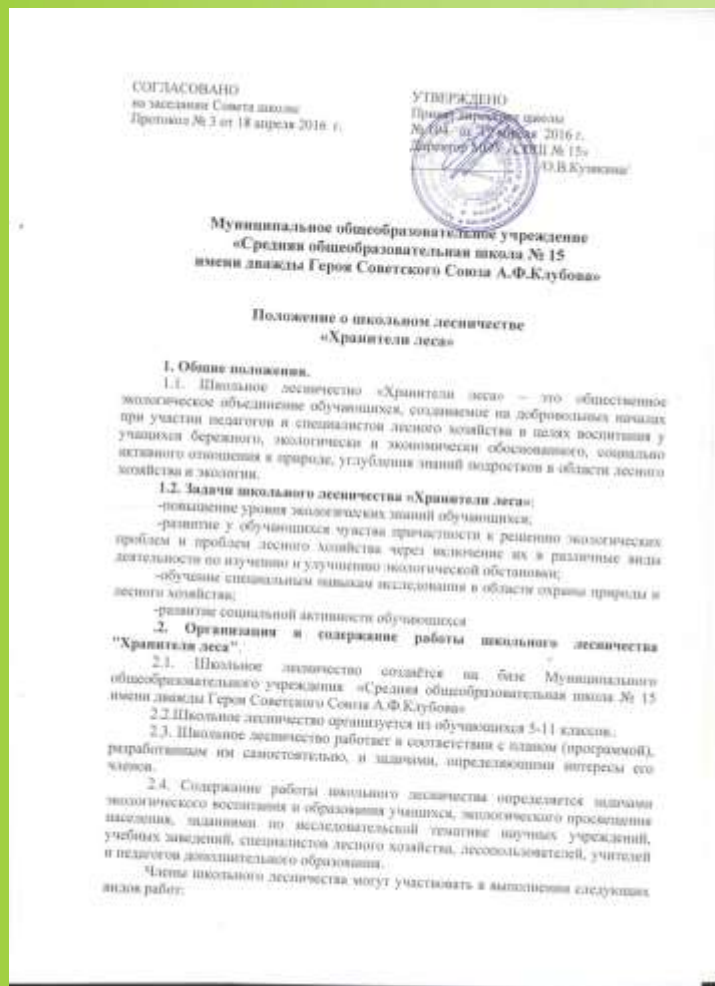 СОГЛАСОВАНО
на заседании Совета школы
Протокол № 3 от 18 апреля 2016 г.
УТВЕРЖДЕНО
Приказ директора школы
2016 г.
Директор МОУ «СОШ № 15»
Муниципальное общеобразовательное учреждение
«Средняя общеобразовательная школа № 15
имени дважды Героя Советского Союза А.Ф.Клубова»
Положение о школьном лесничестве
«Хранители леса»
1. Общие положения.
1.1. Школьное лесничество «Хранители леса» – это общественное
экологическое объединение обучающихся, создаваемое на добровольных началах
при участии педагогов и специалистов лесного хозяйства в целях воспитания у
учащихся бережного, экологически и экономически обоснованного, социально
активного отношения к природе, углубления знаний подростков в области лесного
хозяйства и экологии.
1.2. Задачи школьного лесничества «Хранители леса»:
-повышение уровня экологических знаний обучающихся;
-развитие у обучающихся чувства причастности к решению экологических
проблем и проблем лесного хозяйства через включение их в различные виды
деятельности по изучению и улучшению экологической обстановки;
-обучение специальным навыкам исследования в области охраны природы и
лесного хозяйства;
-развитие социальной активности обучающихся
.2. Организация и содержание работы школьного лесничества
"Хранители леса".
2.1. Школьное лесничество создаётся на базе Муниципального
общеобразовательного учреждения «Средняя общеобразовательная школа № 15
имени дважды Героя Советского Союза А.Ф.Клубова»
2.2.Школьное лесничество организуется из обучающихся 5-11 классов..
2.3. Школьное лесничество работает в соответствии с планом (программой),
разработанным им самостоятельно, и задачами, определяющими интересы его
членов.
2.4. Содержание работы школьного лесничества определяется задачами
экологического воспитания и образования учащихся, экологического просвещения
населения, заданиями по исследовательской тематике научных учреждений,
учебных заведений, специалистов лесного хозяйства, лесопользователей, учителей
и педагогов дополнительного образования.
Члены школьного лесничества могут участвовать в выполнении следующих
видов работ: